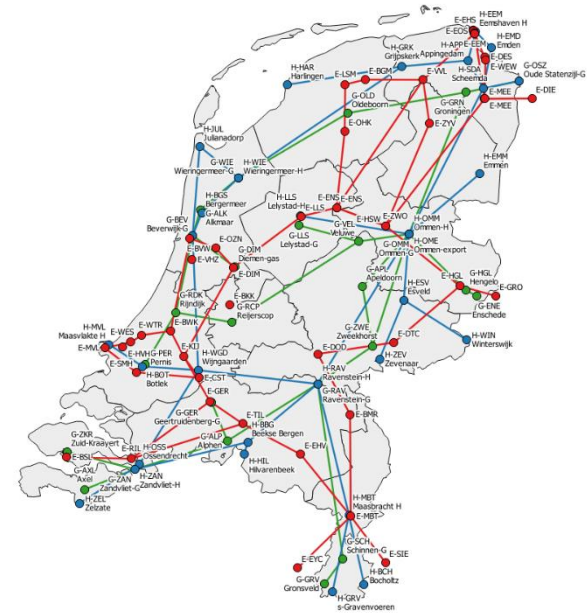 H-EEM
Eemshaven H
E-EHS
E-EOS
H-EMD
Emden
H-APP
Appingedam
E-EEM
H-GRK
Grijpskerk
E-DES
E-WEW
H-SDA
Scheemda
G-OSZ
Oude Statenzijl-G
H-HAR
Harlingen
E-LSM
E-BGM
E-VVL
E-MEE
E-MEE
E-DIE
G-OLD
Oldeboorn
G-GRN
Groningen
E-OHK
E-ZYV
H-JUL
Julianadorp
G-WIE
Wieringermeer-G
H-WIE
Wieringermeer-H
H-EMM
Emmen
H-BGS
Bergermeer
G-ALK
Alkmaar
H-LLS
Lelystad-H
E-LLS
E-ENS
E-ENS
G-BEV
Beverwijk-G
G-VEL
Veluwe
E-HSW
E-ZWO
H-OMM
Ommen-H
G-LLS
Lelystad-G
E-OZN
E-BVW
E-VHZ
G-DIM
Diemen-gas
E-DIM
G-OMM
Ommen-G
H-OME
Ommen-export
G-APL
Apeldoorn
E-HGL
G-HGL
Hengelo
E-GRO
G-ENE
Enschede
H-ESV
Esveld
E-BKK
G-RDK
Rijndijk
G-RCP
Reijerscop
H-MVL
Maasvlakte H
E-WES
E-WTR
E-BWK
G-ZWE
Zweekhorst
H-WIN
Winterswijk
E-MVL
E-HVH
G-PER
Pernis
E-KIJ
E-DOD
E-DTC
H-ZEV
Zevenaar
E-SMH
H-BOT
Botlek
H-WGD
Wijngaarden
E-CST
H-RAV
Ravenstein-H
G-RAV
Ravenstein-G
E-GER
G-GER
Geertruidenberg-G
E-TIL
E-BMR
H-BBG
Beekse Bergen
G-ZKR
Zuid-Kraayert
E-BSL
E-RIL
H-OSS
Ossendrecht
G-ALP
Alphen
E-EHV
G-AXL
Axel
G-ZAN
Zandvliet-G
H-ZAN
Zandvliet-H
H-HIL
Hilvarenbeek
H-ZEL
Zelzate
H-MBT
Maasbracht H
E-MBT
G-SCH
Schinnen-G
E-EYC
E-SIE
G-GRV
Gronsveld
H-BCH
Bocholtz
H-GRV
s-Gravenvoeren